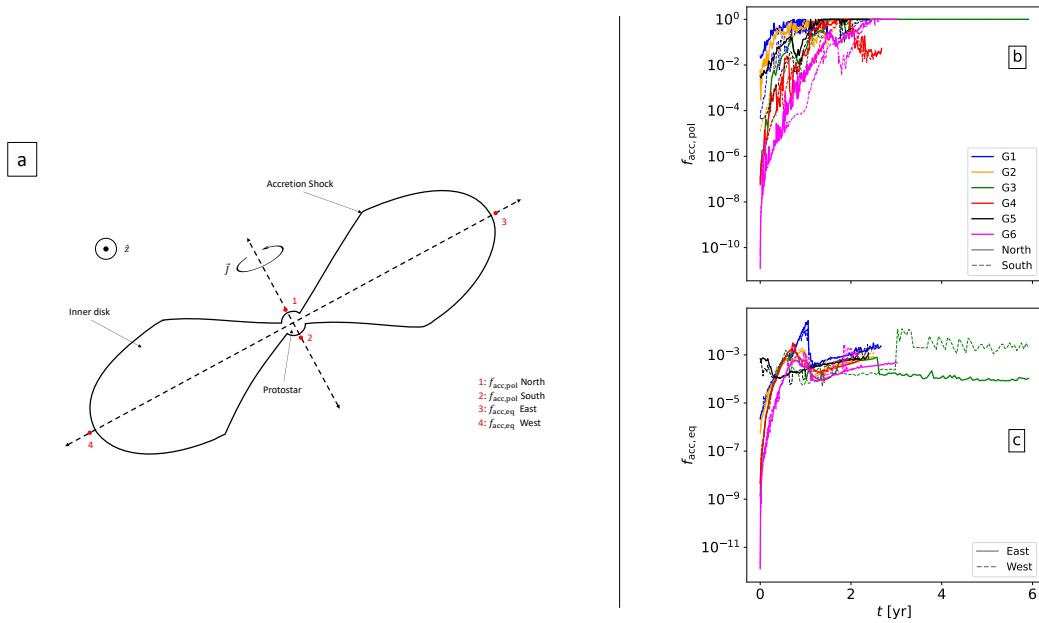 a
Accretion Shock
3
ẑ
J⃗
1
Inner disk
2
Protostar
1: f_acc,pol North
2: f_acc,pol South
3: f_acc,eq East
4: f_acc,eq West
4
10^0
10^−2
10^−4
10^−6
10^−8
10^−10
f_acc,pol
b
G1
G2
G3
G4
G5
G6
North
South
10^−3
10^−5
10^−7
10^−9
10^−11
f_acc,eq
c
East
West
0
2
4
6
t [yr]